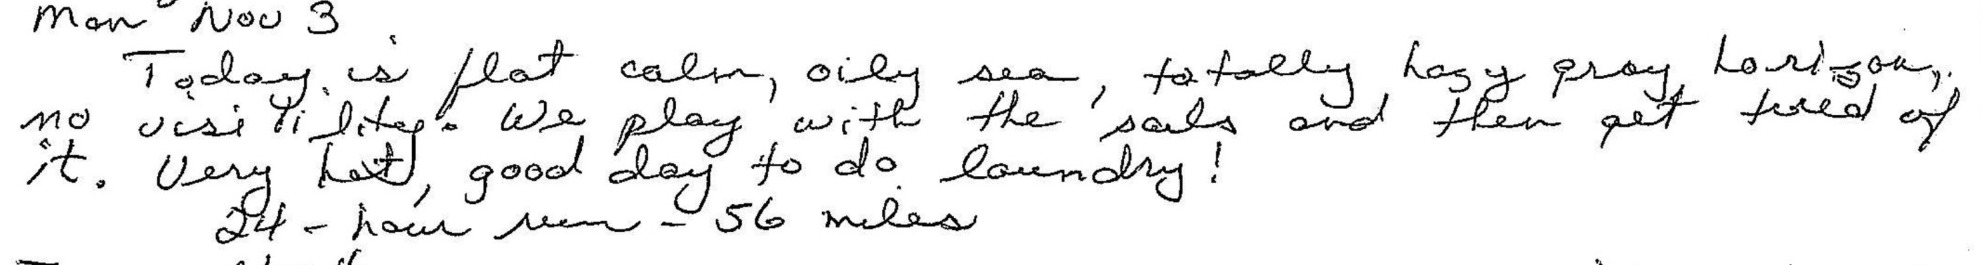 Mon Nov 3
Today is flat calm, oily sea, totally hazy gray horizon,
no visibility. We play with the sails and then get tired of
it. Very hot, good day to do laundry!
24-hour run - 56 miles